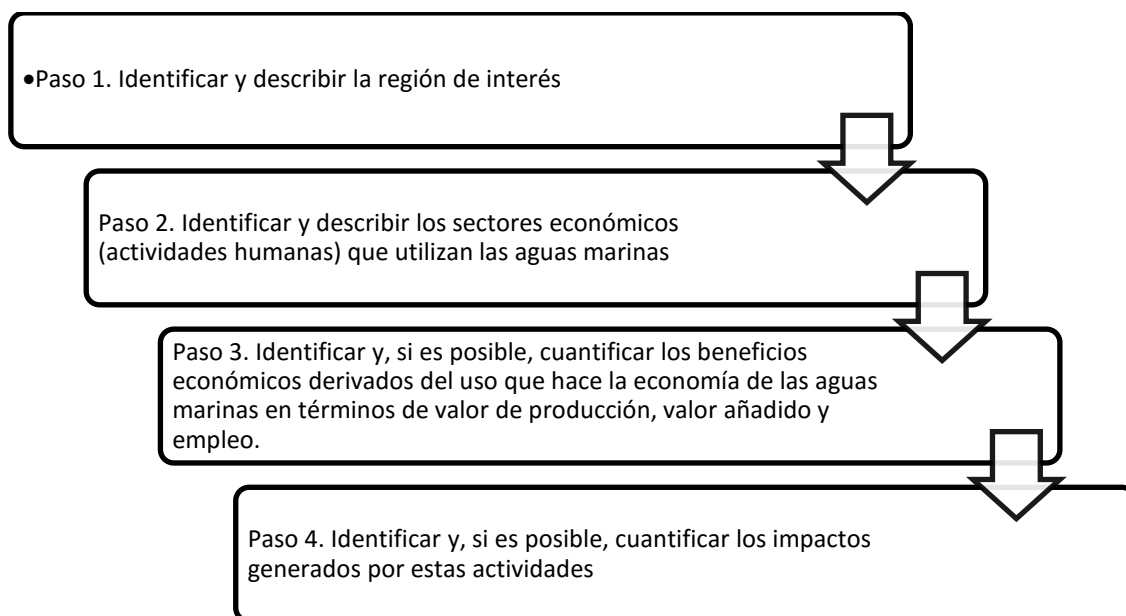 •Paso 1. Identificar y describir la región de interés
Paso 2. Identificar y describir los sectores económicos
(actividades humanas) que utilizan las aguas marinas
Paso 3. Identificar y, si es posible, cuantificar los beneficios
económicos derivados del uso que hace la economía de las aguas
marinas en términos de valor de producción, valor añadido y
empleo.
Paso 4. Identificar y, si es posible, cuantificar los impactos
generados por estas actividades